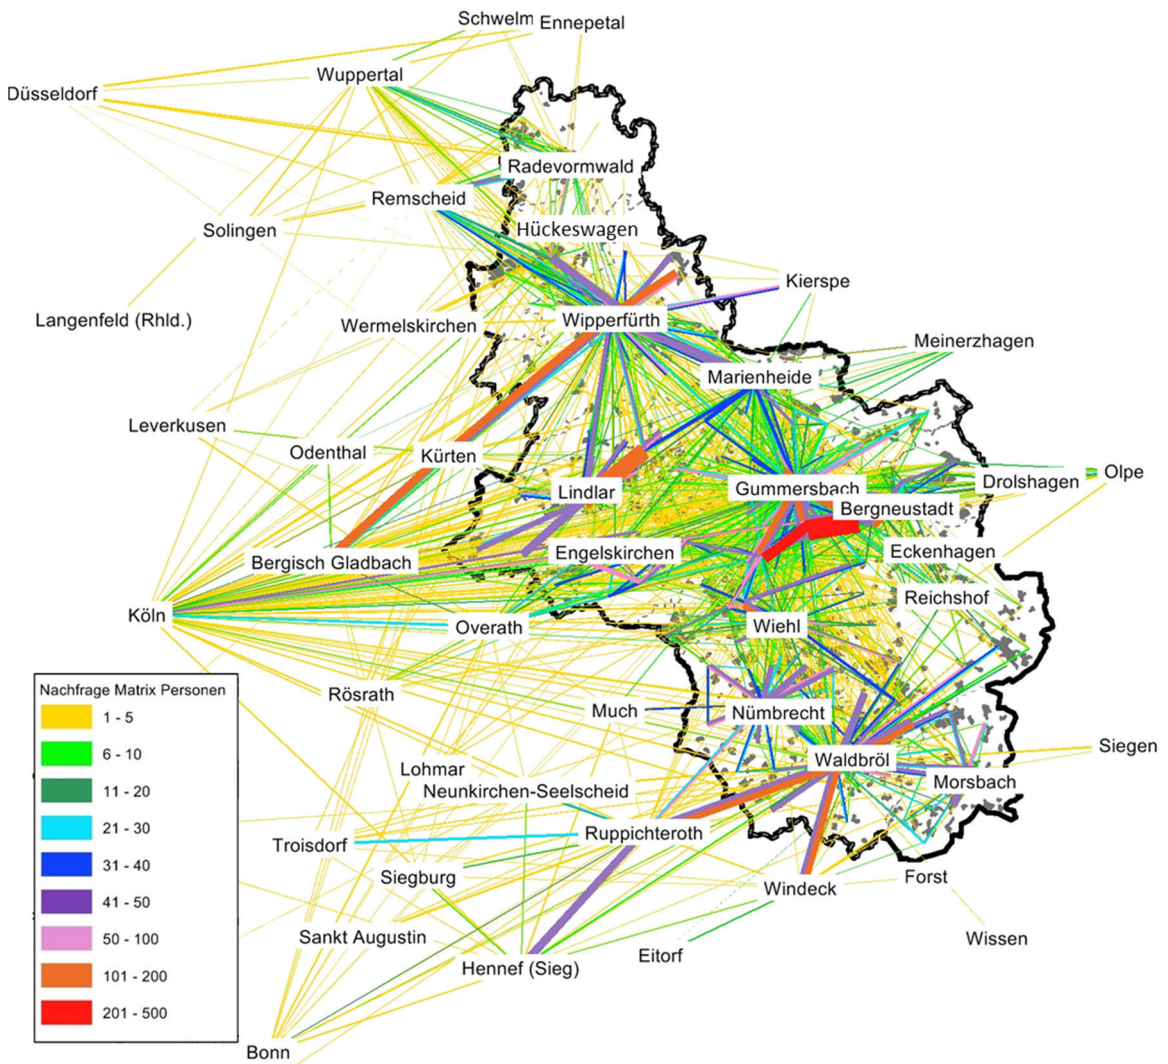 Schwelm
Ennepetal
Wuppertal
Düsseldorf
Radevormwald
Remscheid
Solingen
Hückeswagen
Kierspe
Langenfeld (Rhld.)
Wermelskirchen
Wipperfürth
Meinerzhagen
Marienheide
Leverkusen
Odenthal
Kürten
Lindlar
Gummersbach
Drolshagen
Olpe
Bergneustadt
Bergisch Gladbach
Engelskirchen
Eckenhagen
Reichshof
Köln
Overath
Wiehl
Nachfrage Matrix Personen
1 - 5
6 - 10
11 - 20
21 - 30
31 - 40
41 - 50
50 - 100
101 - 200
201 - 500
Rösrath
Much
Nümbrecht
Siegen
Waldbröl
Lohmar
Morsbach
Neunkirchen-Seelscheid
Ruppichteroth
Troisdorf
Siegburg
Windeck
Forst
Sankt Augustin
Wissen
Hennef (Sieg)
Eitorf
Bonn